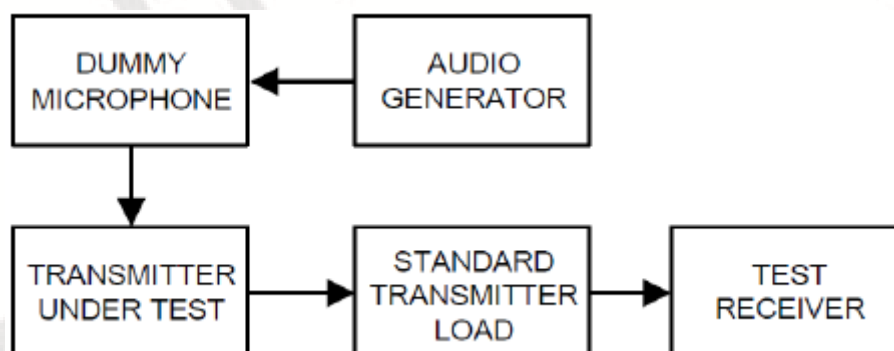 DUMMY
MICROPHONE
AUDIO
GENERATOR
TRANSMITTER
UNDER TEST
STANDARD
TRANSMITTER
LOAD
TEST
RECEIVER